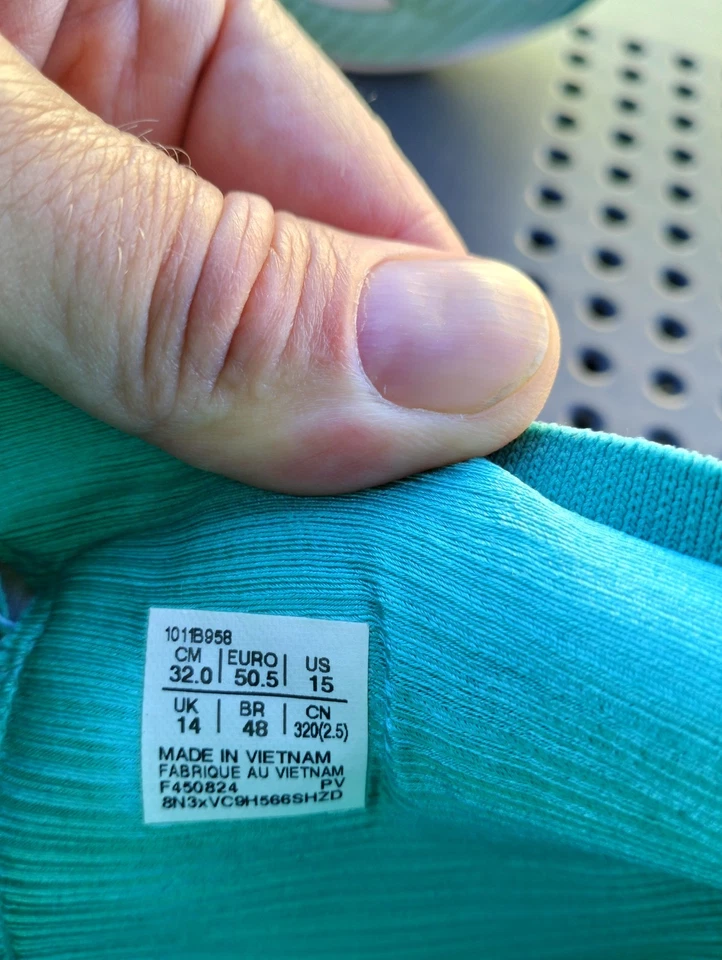 1011B958
CM | EURO | US
32.0 | 50.5 | 15
UK | BR | CN
14 | 48 | 320(2.5)
MADE IN VIETNAM
FABRIQUE AU VIETNAM
F450824 PV
8N3xVC9H566SHZD